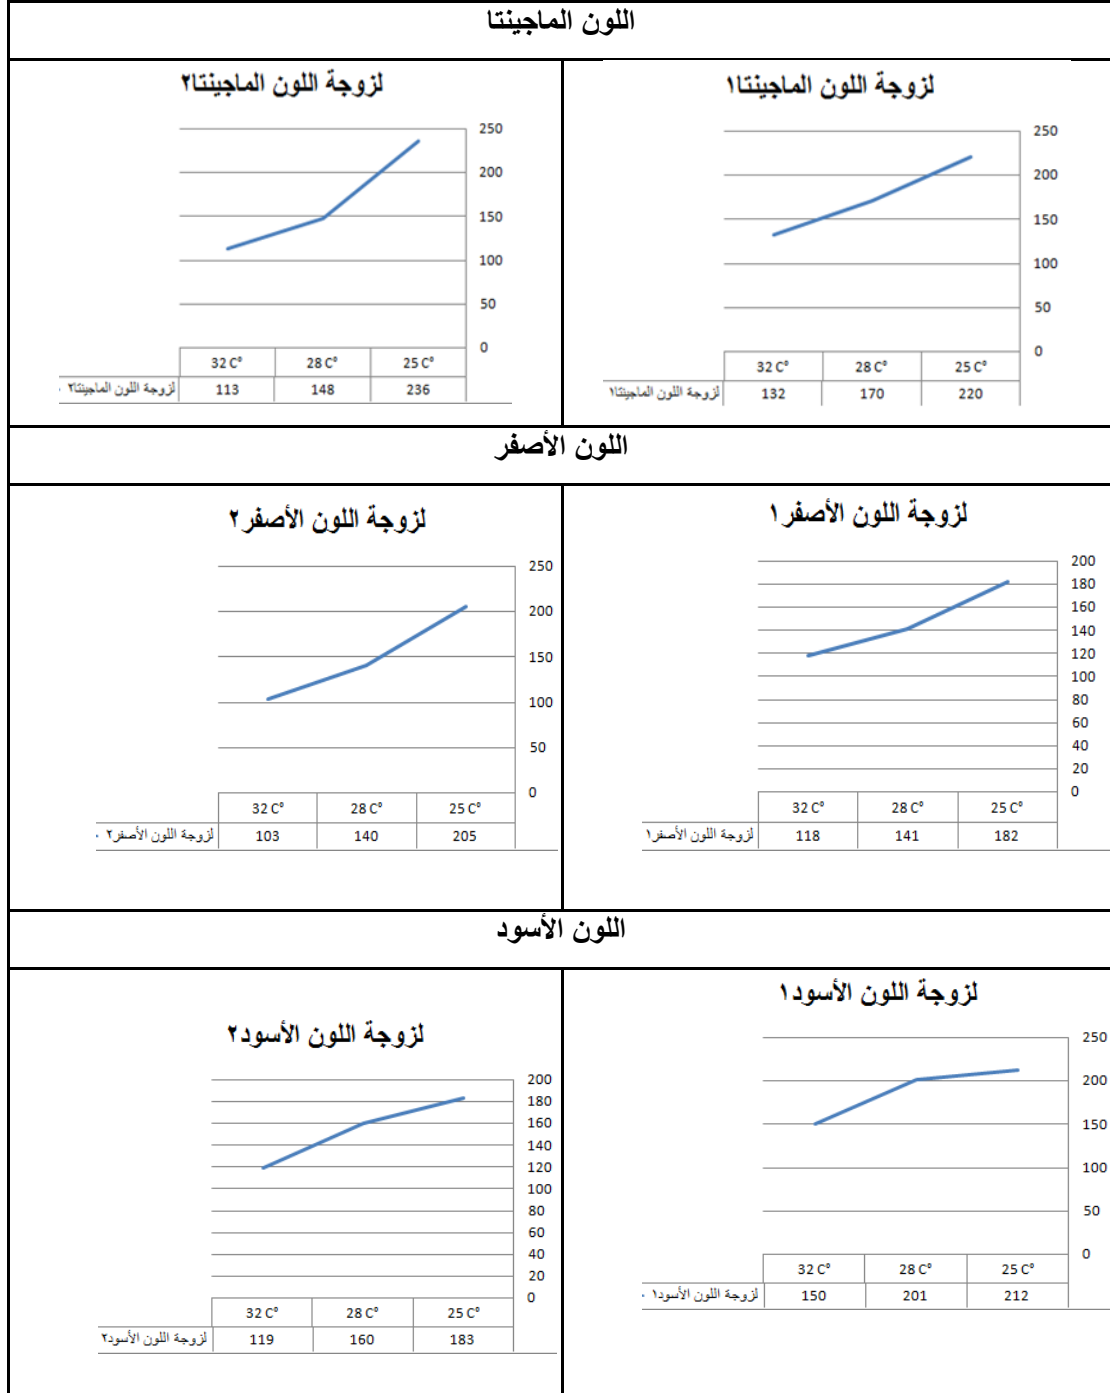 اللون الماجينتا
لزوجة اللون الماجينتا١
250
200
150
100
50
0
25 C° 28 C° 32 C°
لزوجة اللون الماجينتا١ 132 170 220
لزوجة اللون الماجينتا٢
250
200
150
100
50
0
25 C° 28 C° 32 C°
لزوجة اللون الماجينتا٢ 113 148 236
اللون الأصفر
لزوجة اللون الأصفر١
200
180
160
140
120
100
80
60
40
20
0
25 C° 28 C° 32 C°
لزوجة اللون الأصفر١ 118 141 182
لزوجة اللون الأصفر٢
250
200
150
100
50
0
25 C° 28 C° 32 C°
لزوجة اللون الأصفر٢ 103 140 205
اللون الأسود
لزوجة اللون الأسود١
250
200
150
100
50
0
25 C° 28 C° 32 C°
لزوجة اللون الأسود١ 150 201 212
لزوجة اللون الأسود٢
200
180
160
140
120
100
80
60
40
20
0
25 C° 28 C° 32 C°
لزوجة اللون الأسود٢ 119 160 183